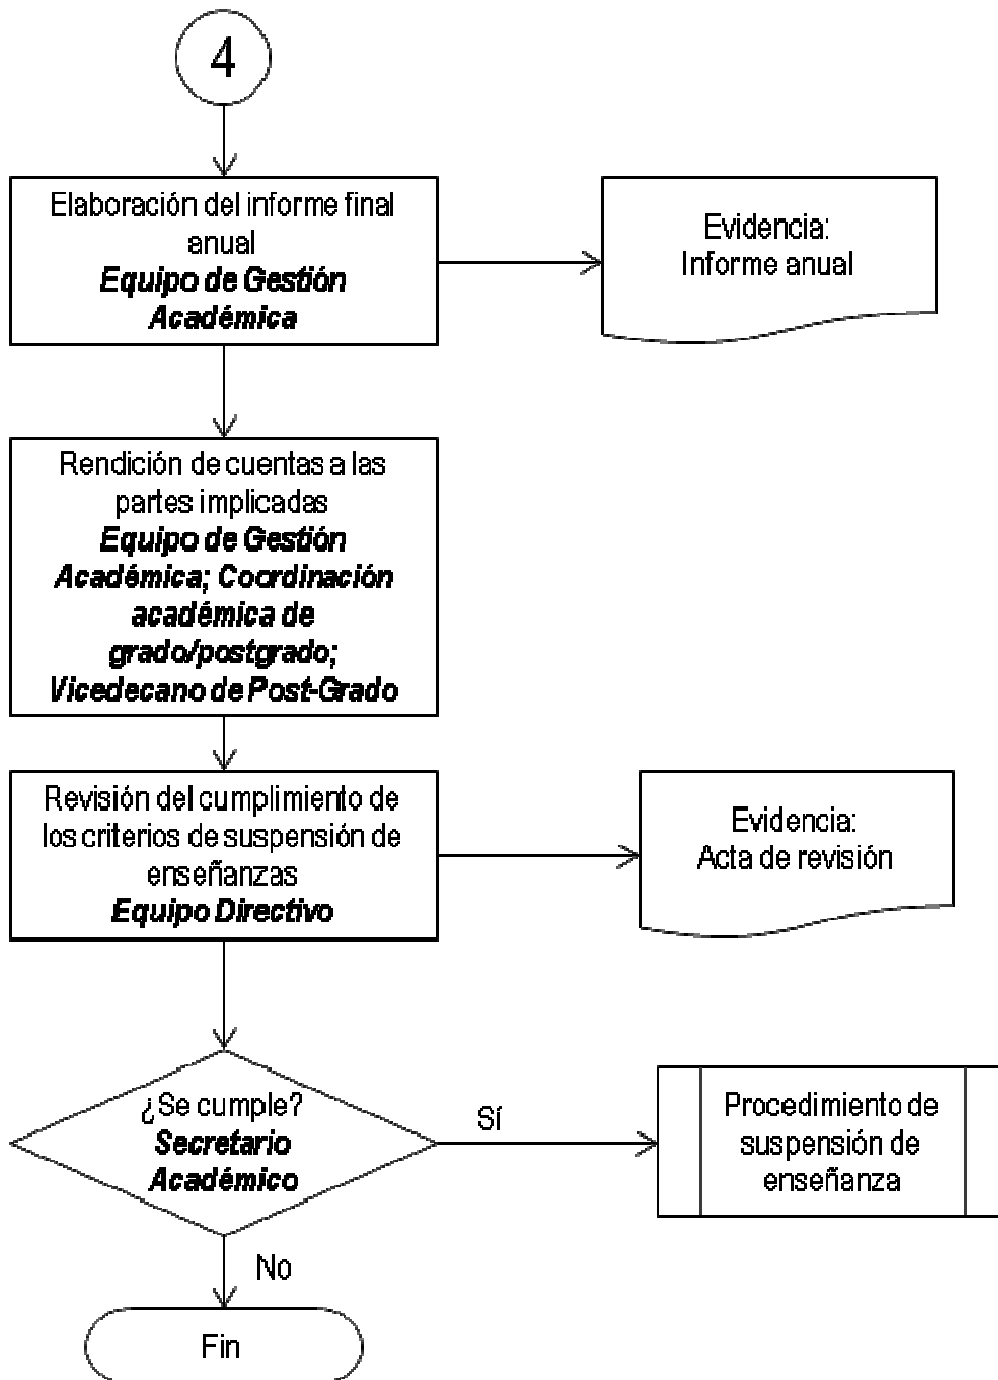 4
Elaboración del informe final
anual
Equipo de Gestión
Académica
Evidencia:
Informe anual
Rendición de cuentas a las
partes implicadas
Equipo de Gestión
Académica; Coordinación
académica de
grado/postgrado;
Vicedecano de Post-Grado
Revisión del cumplimiento de
los criterios de suspensión de
enseñanzas
Equipo Directivo
Evidencia:
Acta de revisión
¿Se cumple?
Secretario
Académico
Sí
Procedimiento de
suspensión de
enseñanza
No
Fin